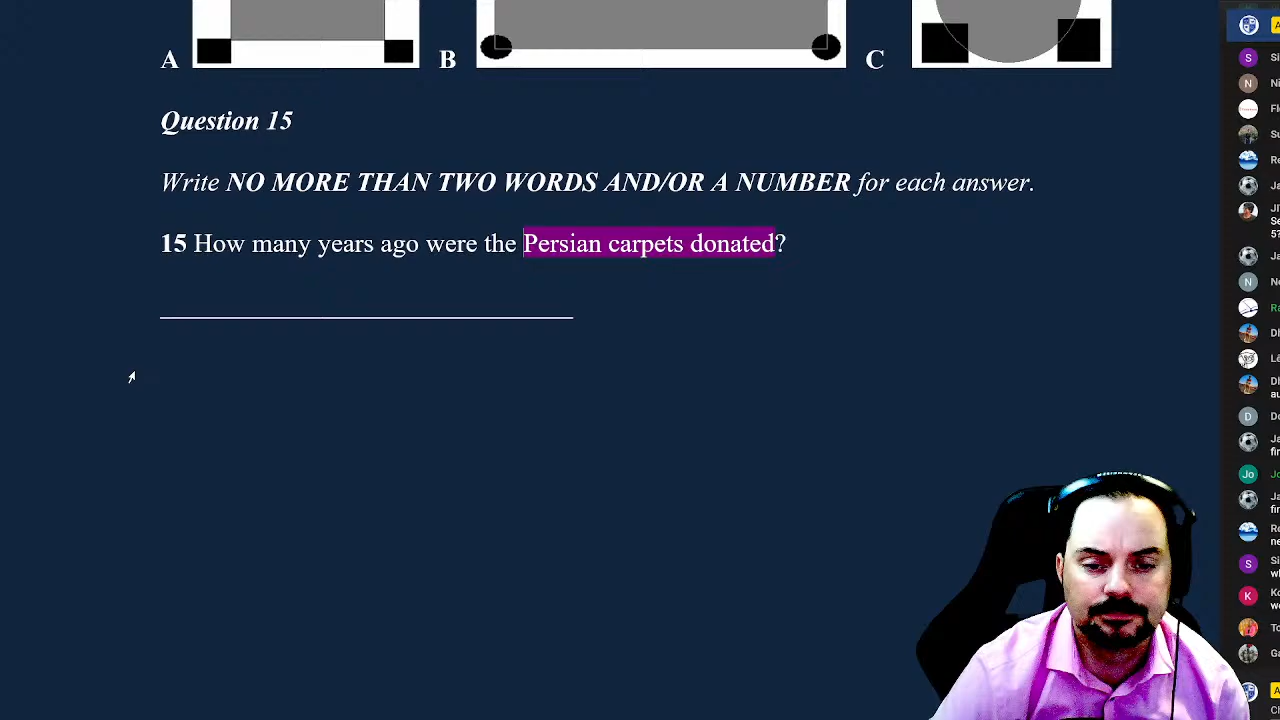 A B C
Question 15
Write NO MORE THAN TWO WORDS AND/OR A NUMBER for each answer.
15 How many years ago were the Persian carpets donated?